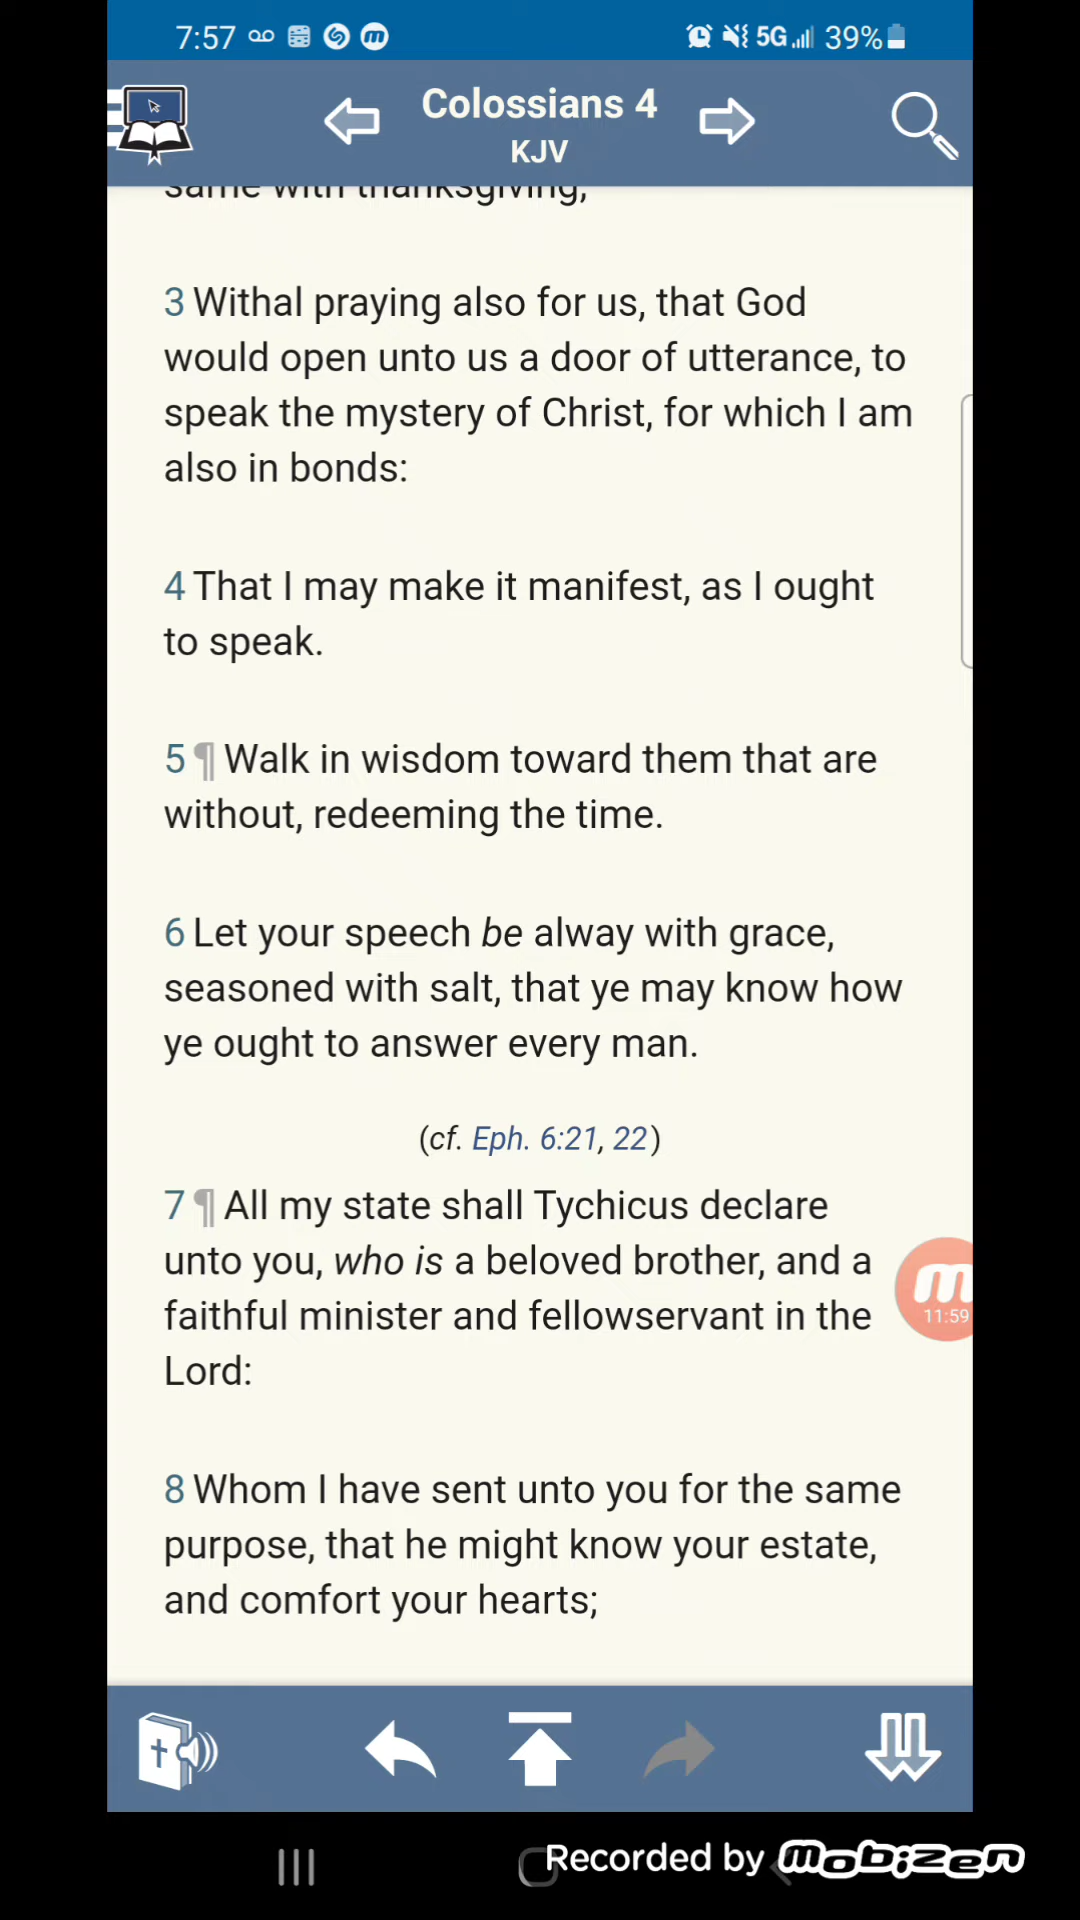 7:57
5G 39%
Colossians 4
KJV
same with thanksgiving;
3 Withal praying also for us, that God
would open unto us a door of utterance, to
speak the mystery of Christ, for which I am
also in bonds:
4 That I may make it manifest, as I ought
to speak.
5 ¶ Walk in wisdom toward them that are
without, redeeming the time.
6 Let your speech be alway with grace,
seasoned with salt, that ye may know how
ye ought to answer every man.
(cf. Eph. 6:21, 22)
7 ¶ All my state shall Tychicus declare
unto you, who is a beloved brother, and a
faithful minister and fellowservant in the
Lord:
11:59
8 Whom I have sent unto you for the same
purpose, that he might know your estate,
and comfort your hearts;
Recorded by mobizen